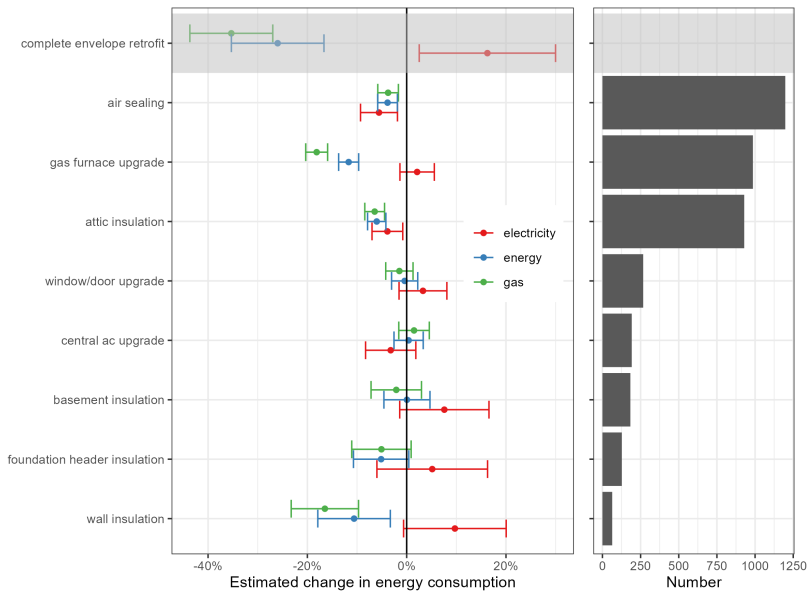 complete envelope retrofit
air sealing
gas furnace upgrade
attic insulation
window/door upgrade
central ac upgrade
basement insulation
foundation header insulation
wall insulation
electricity
energy
gas
-40% -20% 0% 20%
Estimated change in energy consumption
0 250 500 750 1000 1250
Number